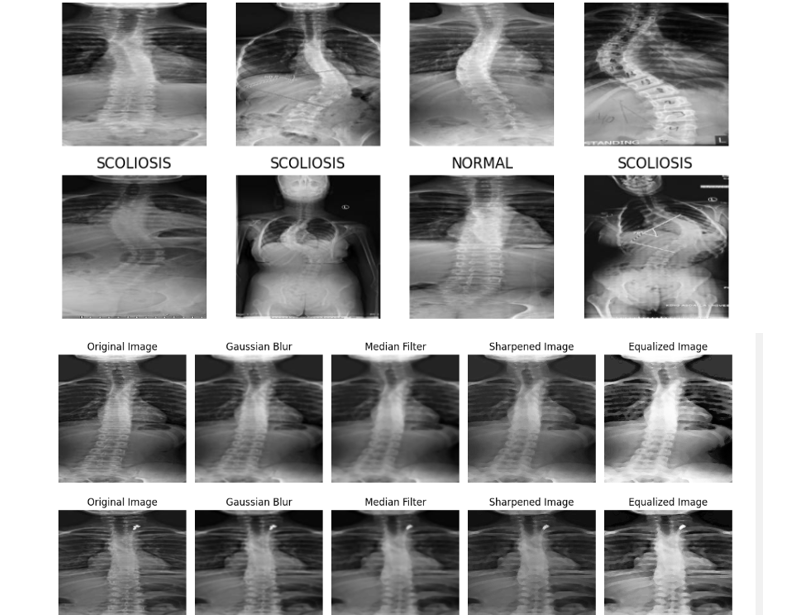 STANDING
L
SCOLIOSIS SCOLIOSIS NORMAL SCOLIOSIS
Original Image Gaussian Blur Median Filter Sharpened Image Equalized Image
Original Image Gaussian Blur Median Filter Sharpened Image Equalized Image